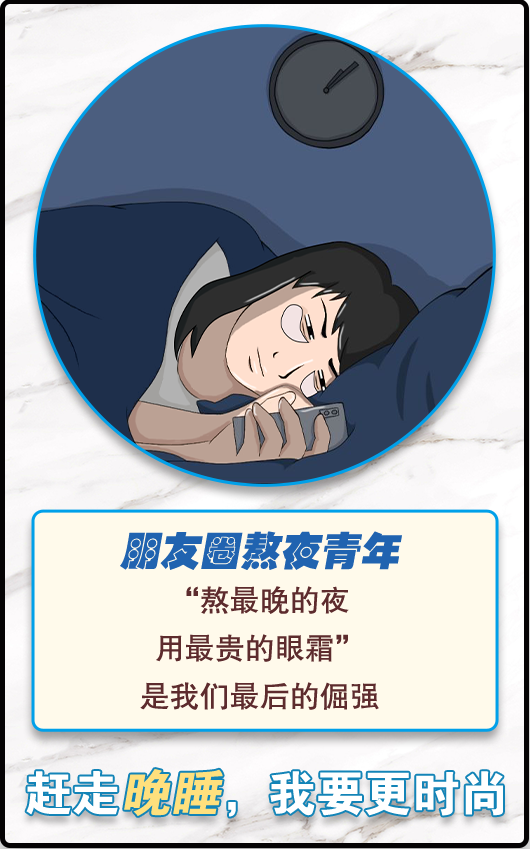 朋友圈熬夜青年
“熬最晚的夜
用最贵的眼霜”
是我们最后的倔强
赶走晚睡，我要更时尚